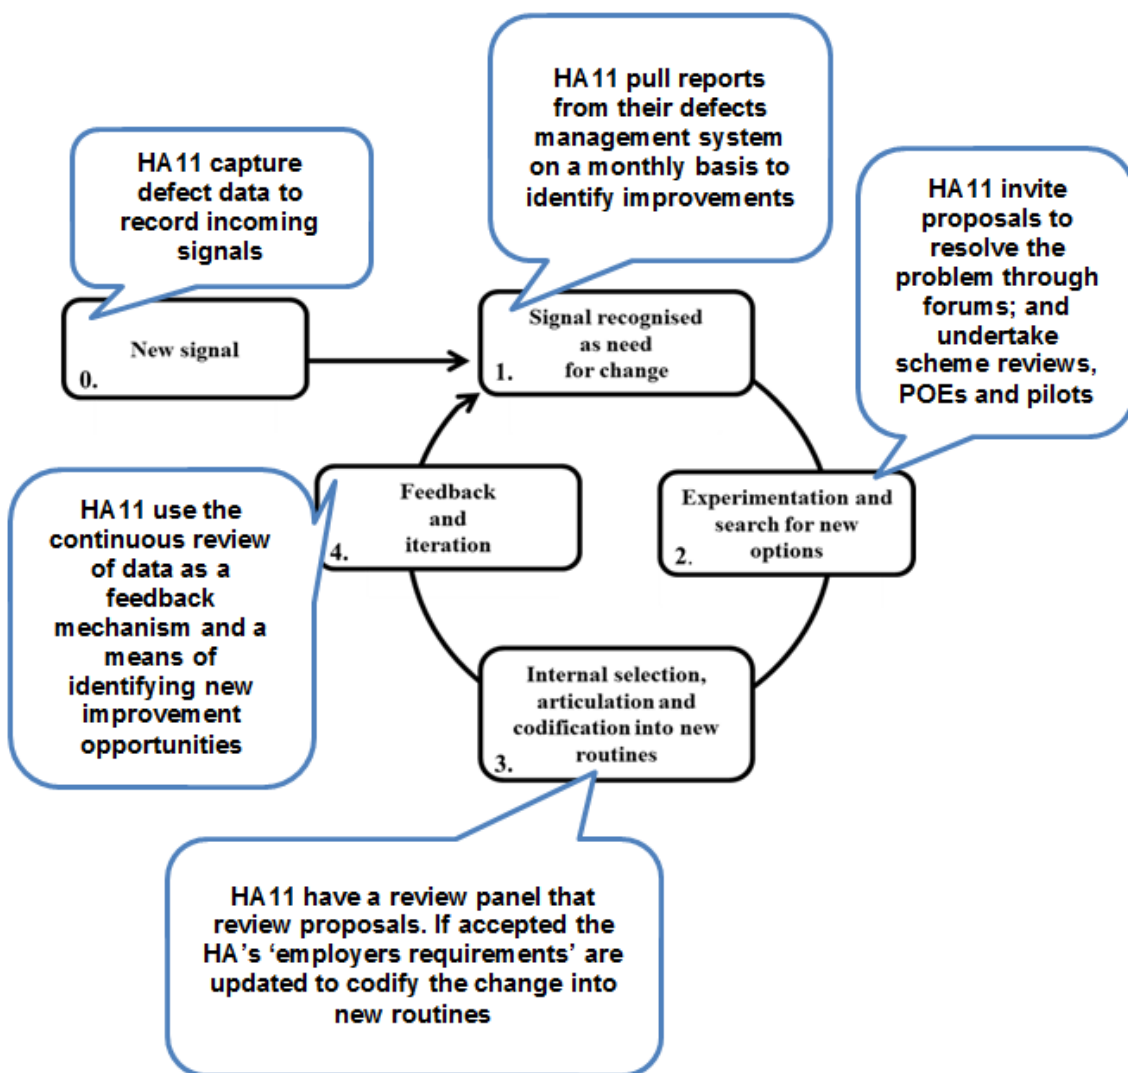 HA11 pull reports
from their defects
management system
on a monthly basis to
identify improvements
HA11 capture
defect data to
record incoming
signals
HA11 invite
proposals to
resolve the
problem through
forums; and
undertake
scheme reviews,
POEs and pilots
New signal
0.
Signal recognised
as need
for change
1.
Experimentation and
search for new
options
2.
Feedback
and
iteration
4.
HA11 use the
continuous review
of data as a
feedback
mechanism and a
means of
identifying new
improvement
opportunities
Internal selection,
articulation and
codification into new
routines
3.
HA11 have a review panel that
review proposals. If accepted the
HA's ‘employers requirements’ are
updated to codify the change into
new routines